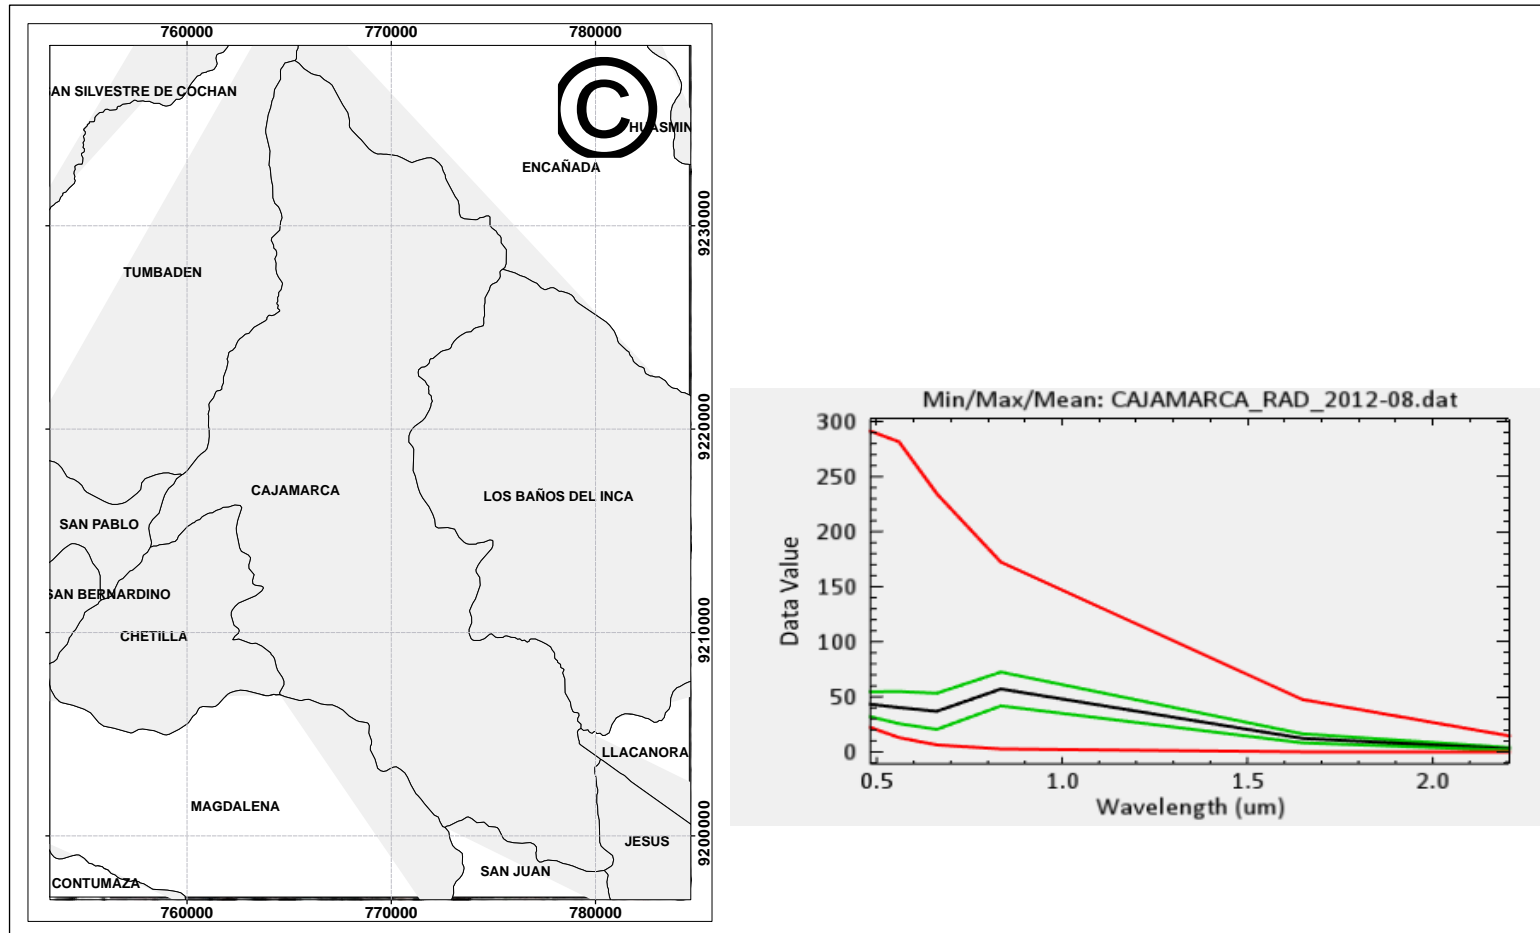 760000 770000 780000
AN SILVESTRE DE COCHAN
©
HUASMIN
ENCAÑADA
9230000
TUMBADEN
9220000
CAJAMARCA
LOS BAÑOS DEL INCA
SAN PABLO
SAN BERNARDINO
CHETILLA
9210000
LLACANORA
MAGDALENA
9200000
JESUS
SAN JUAN
CONTUMAZA
760000 770000 780000
Min/Max/Mean: CAJAMARCA_RAD_2012-08.dat
300
250
200
150
100
50
0
Data Value
0.5 1.0 1.5 2.0
Wavelength (um)